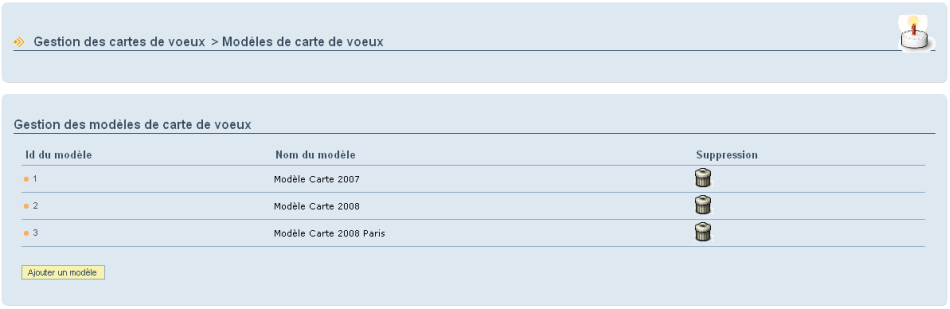 Gestion des cartes de voeux > Modèles de carte de voeux
Gestion des modèles de carte de voeux
Id du modèle Nom du modèle Suppression
1 Modèle Carte 2007
2 Modèle Carte 2008
3 Modèle Carte 2008 Paris
Ajouter un modèle